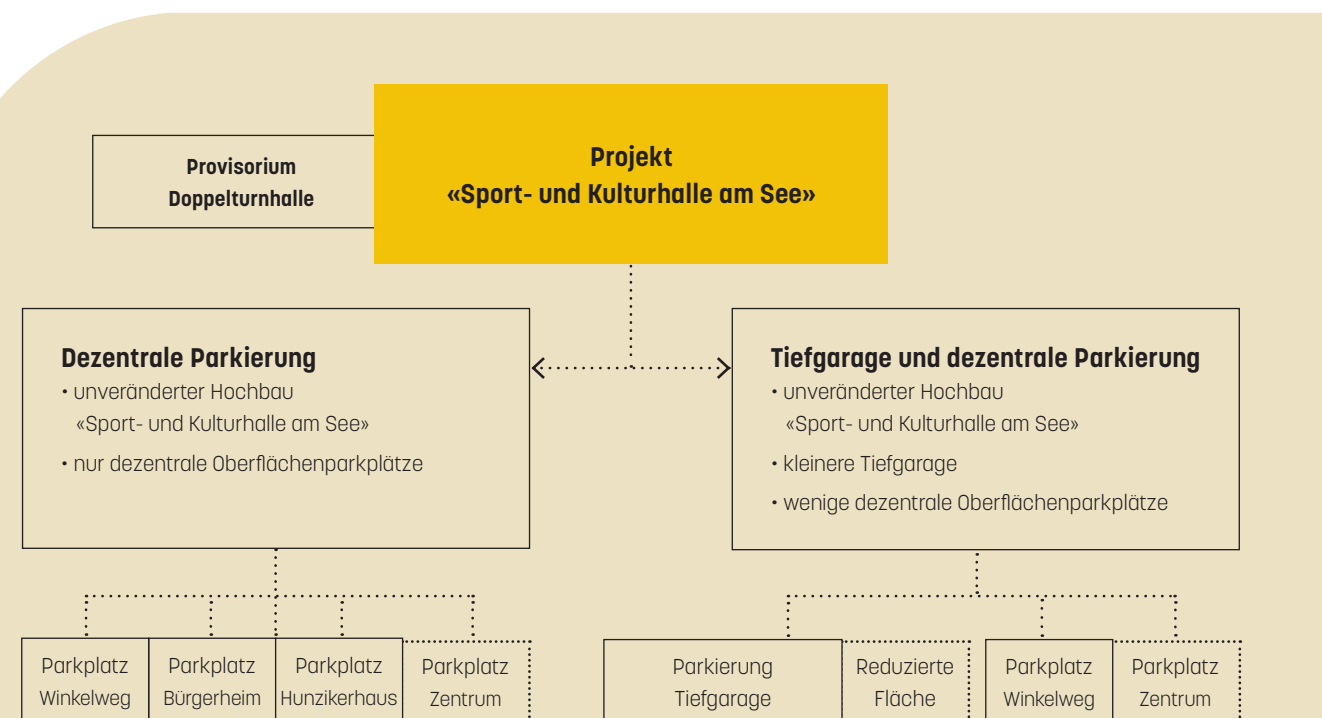 Provisorium
Doppelturnhalle
Projekt
«Sport- und Kulturhalle am See»
Dezentrale Parkierung
• unveränderter Hochbau
«Sport- und Kulturhalle am See»
• nur dezentrale Oberflächenparkplätze
Tiefgarage und dezentrale Parkierung
• unveränderter Hochbau
«Sport- und Kulturhalle am See»
• kleinere Tiefgarage
• wenige dezentrale Oberflächenparkplätze
Parkplatz
Winkelweg
Parkplatz
Bürgerheim
Parkplatz
Hunzikerhaus
Parkplatz
Zentrum
Parkierung
Tiefgarage
Reduzierte
Fläche
Parkplatz
Winkelweg
Parkplatz
Zentrum